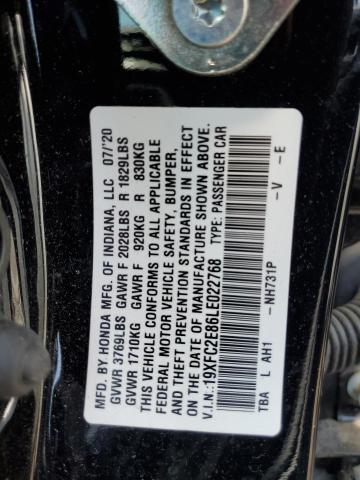 MFD. BY HONDA MFG. OF INDIANA, LLC 07/'20
GVWR 3769LBS GAWR F 2028LBS R 1829LBS
GVWR 1710KG GAWR F 920KG R 830KG
THIS VEHICLE CONFORMS TO ALL APPLICABLE
FEDERAL MOTOR VEHICLE SAFETY, BUMPER,
AND THEFT PREVENTION STANDARDS IN EFFECT
ON THE DATE OF MANUFACTURE SHOWN ABOVE.
V.I.N.:19XFC2E86LE022768 TYPE: PASSENGER CAR
TBA L AH1 -NH731P -V -E